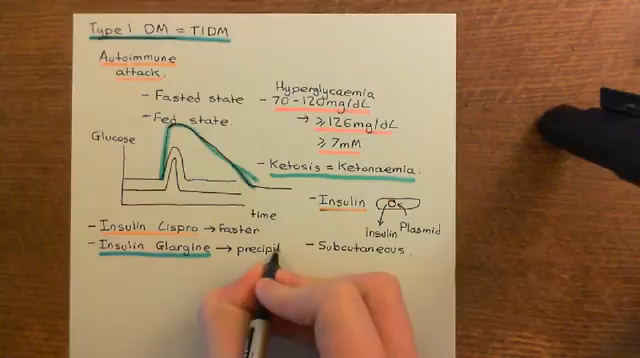 Type 1 DM = T1DM
Autoimmune
attack.
- Fasted state
- Fed state.
Hyperglycaemia
- 70-120mg/dL
→ ≥126mg/dL
≥7mM
- Ketosis = Ketonaemia.
Glucose
time
- Insulin
insulin
Plasmid
- Subcutaneous.
- Insulin Lispro → faster
- Insulin Glargine → precipi